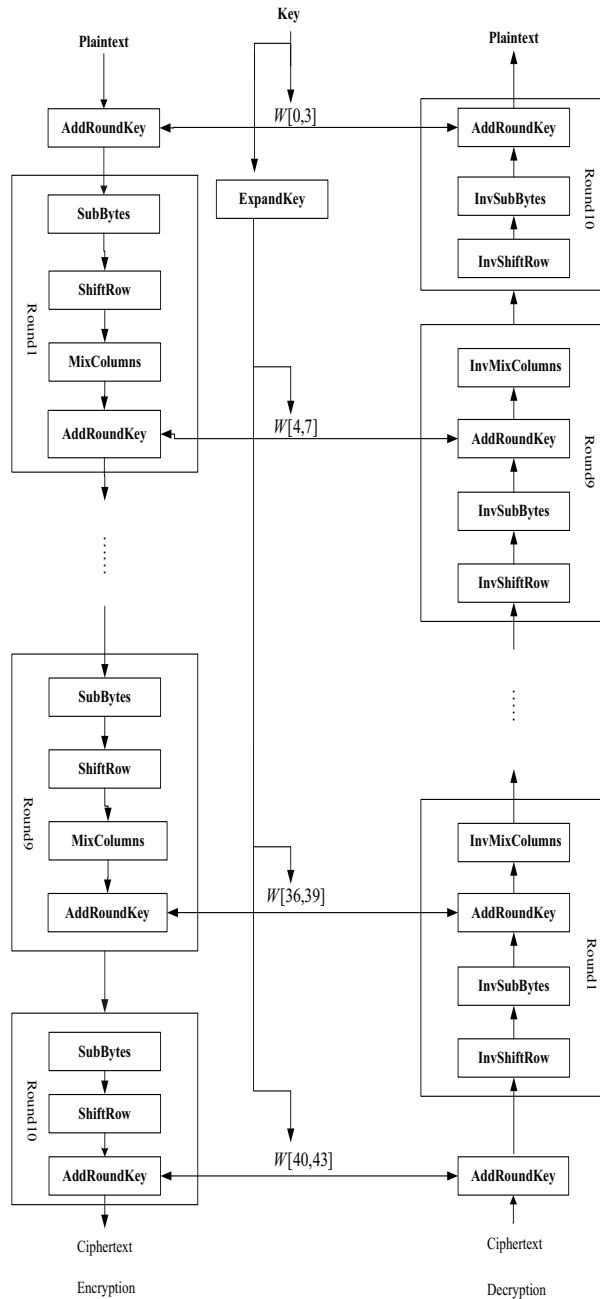 Key
Plaintext
AddRoundKey
Round1
SubBytes
ShiftRow
MixColumns
AddRoundKey
......
Round9
SubBytes
ShiftRow
MixColumns
AddRoundKey
Round10
SubBytes
ShiftRow
AddRoundKey
Ciphertext
Encryption
W[0,3]
ExpandKey
W[4,7]
W[36,39]
W[40,43]
Plaintext
AddRoundKey
InvSubBytes
InvShiftRow
Round10
InvMixColumns
AddRoundKey
InvSubBytes
InvShiftRow
Round9
......
InvMixColumns
AddRoundKey
InvSubBytes
InvShiftRow
Round1
AddRoundKey
Ciphertext
Decryption